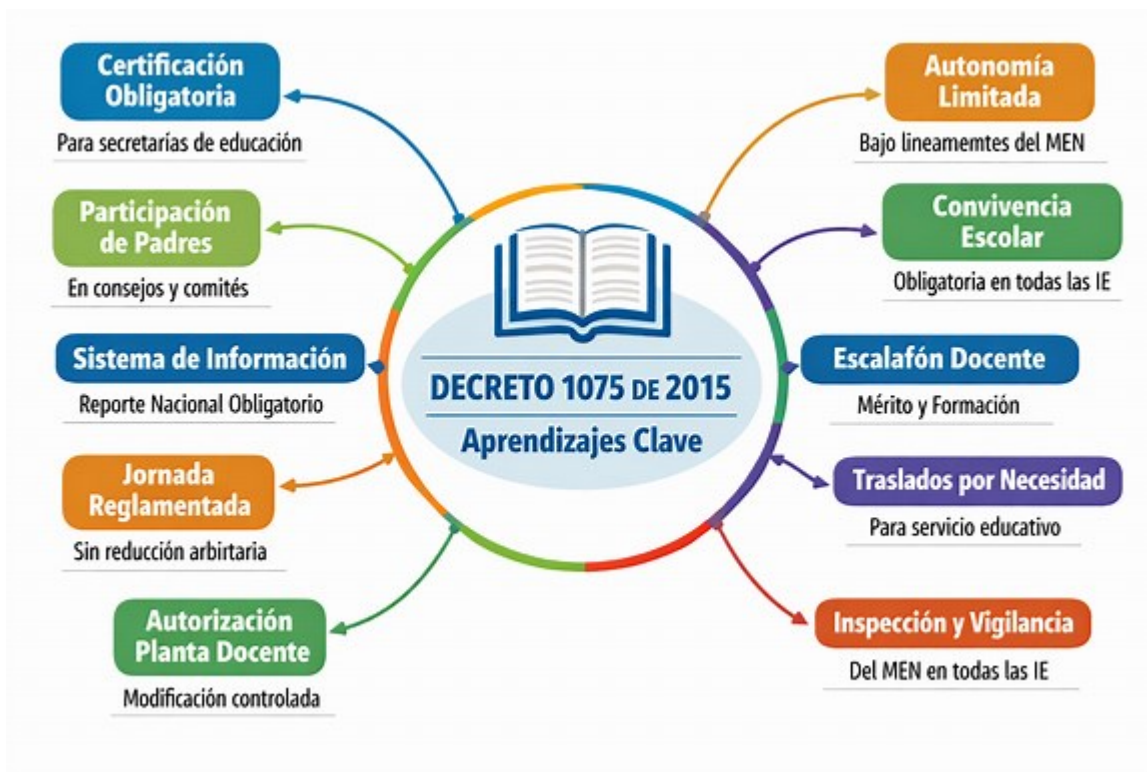 Certificación
Obligatoria
Para secretarías de educación
Participación
de Padres
En consejos y comités
Sistema de Información
Reporte Nacional Obligatorio
Jornada
Reglamentada
Sin reducción arbirtaria
Autorización
Planta Docente
Modificación controlada
DECRETO 1075 DE 2015
Aprendizajes Clave
Autonomía
Limitada
Bajo lineamemtes del MEN
Convivencia
Escolar
Obligatoria en todas las IE
Escalafón Docente
Mérito y Formación
Traslados por Necesidad
Para servicio educativo
Inspección y Vigilancia
Del MEN en todas las IE